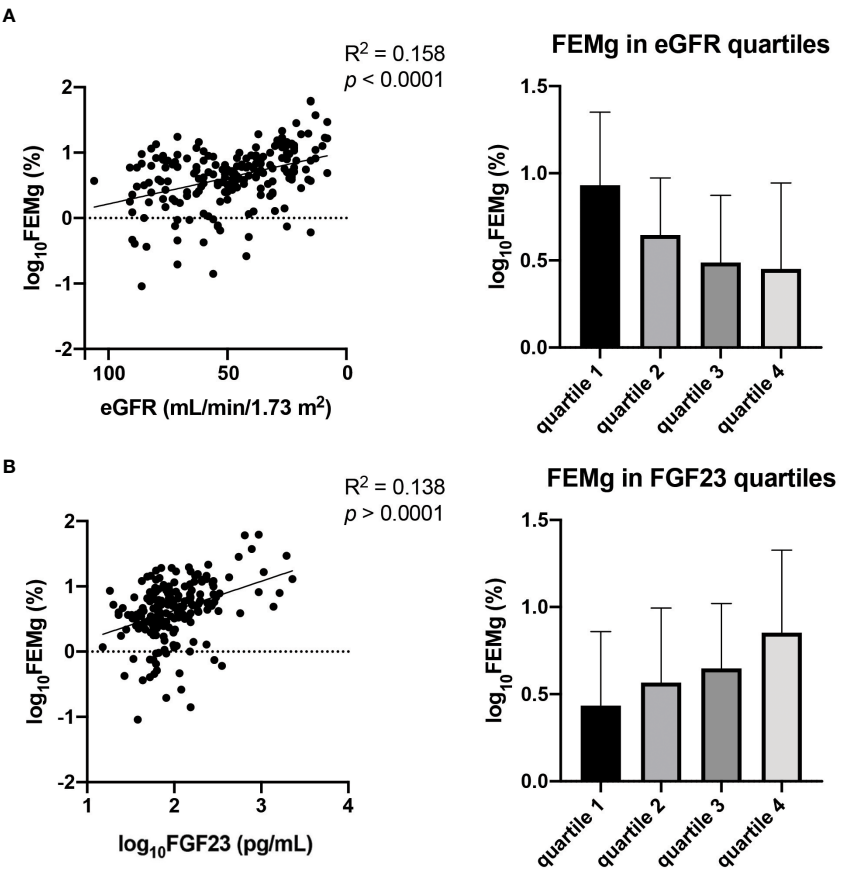 A
R² = 0.158
p < 0.0001
2
1
0
-1
-2
log₁₀FEMg (%)
100
50
0
eGFR (mL/min/1.73 m²)
FEMg in eGFR quartiles
1.5
1.0
0.5
0.0
log₁₀FEMg (%)
quartile 1
quartile 2
quartile 3
quartile 4
B
R² = 0.138
p > 0.0001
2
1
0
-1
-2
log₁₀FEMg (%)
1
2
3
4
log₁₀FGF23 (pg/mL)
FEMg in FGF23 quartiles
1.5
1.0
0.5
0.0
log₁₀FEMg (%)
quartile 1
quartile 2
quartile 3
quartile 4